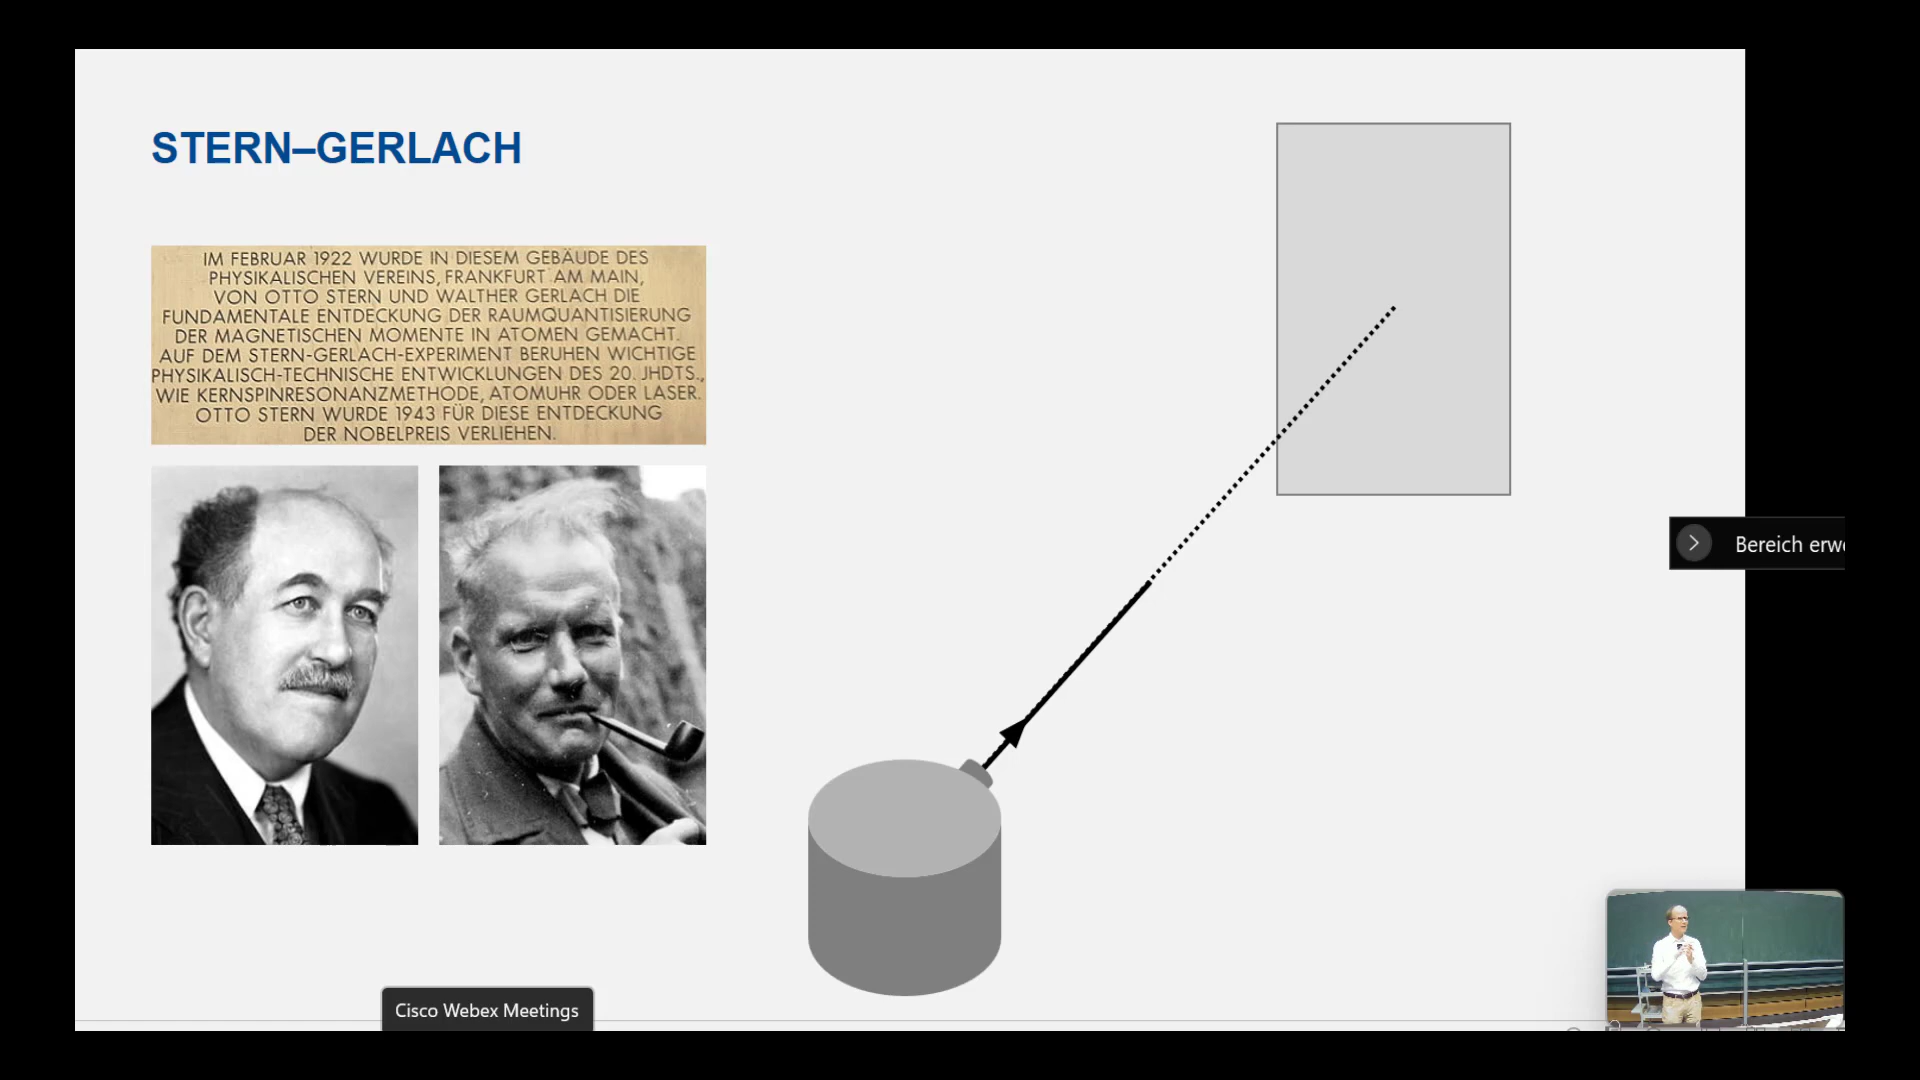 STERN–GERLACH
IM FEBRUAR 1922 WURDE IN DIESEM GEBÄUDE DES
PHYSIKALISCHEN VEREINS, FRANKFURT AM MAIN,
VON OTTO STERN UND WALTHER GERLACH DIE
FUNDAMENTALE ENTDECKUNG DER RAUMQUANTISIERUNG
DER MAGNETISCHEN MOMENTE IN ATOMEN GEMACHT.
AUF DEM STERN-GERLACH-EXPERIMENT BERUHEN WICHTIGE
PHYSIKALISCH-TECHNISCHE ENTWICKLUNGEN DES 20. JHDTS.,
WIE KERNSPINRESONANZMETHODE, ATOMUHR ODER LASER.
OTTO STERN WURDE 1943 FÜR DIESE ENTDECKUNG
DER NOBELPREIS VERLIEHEN.
Bereich erw
Cisco Webex Meetings